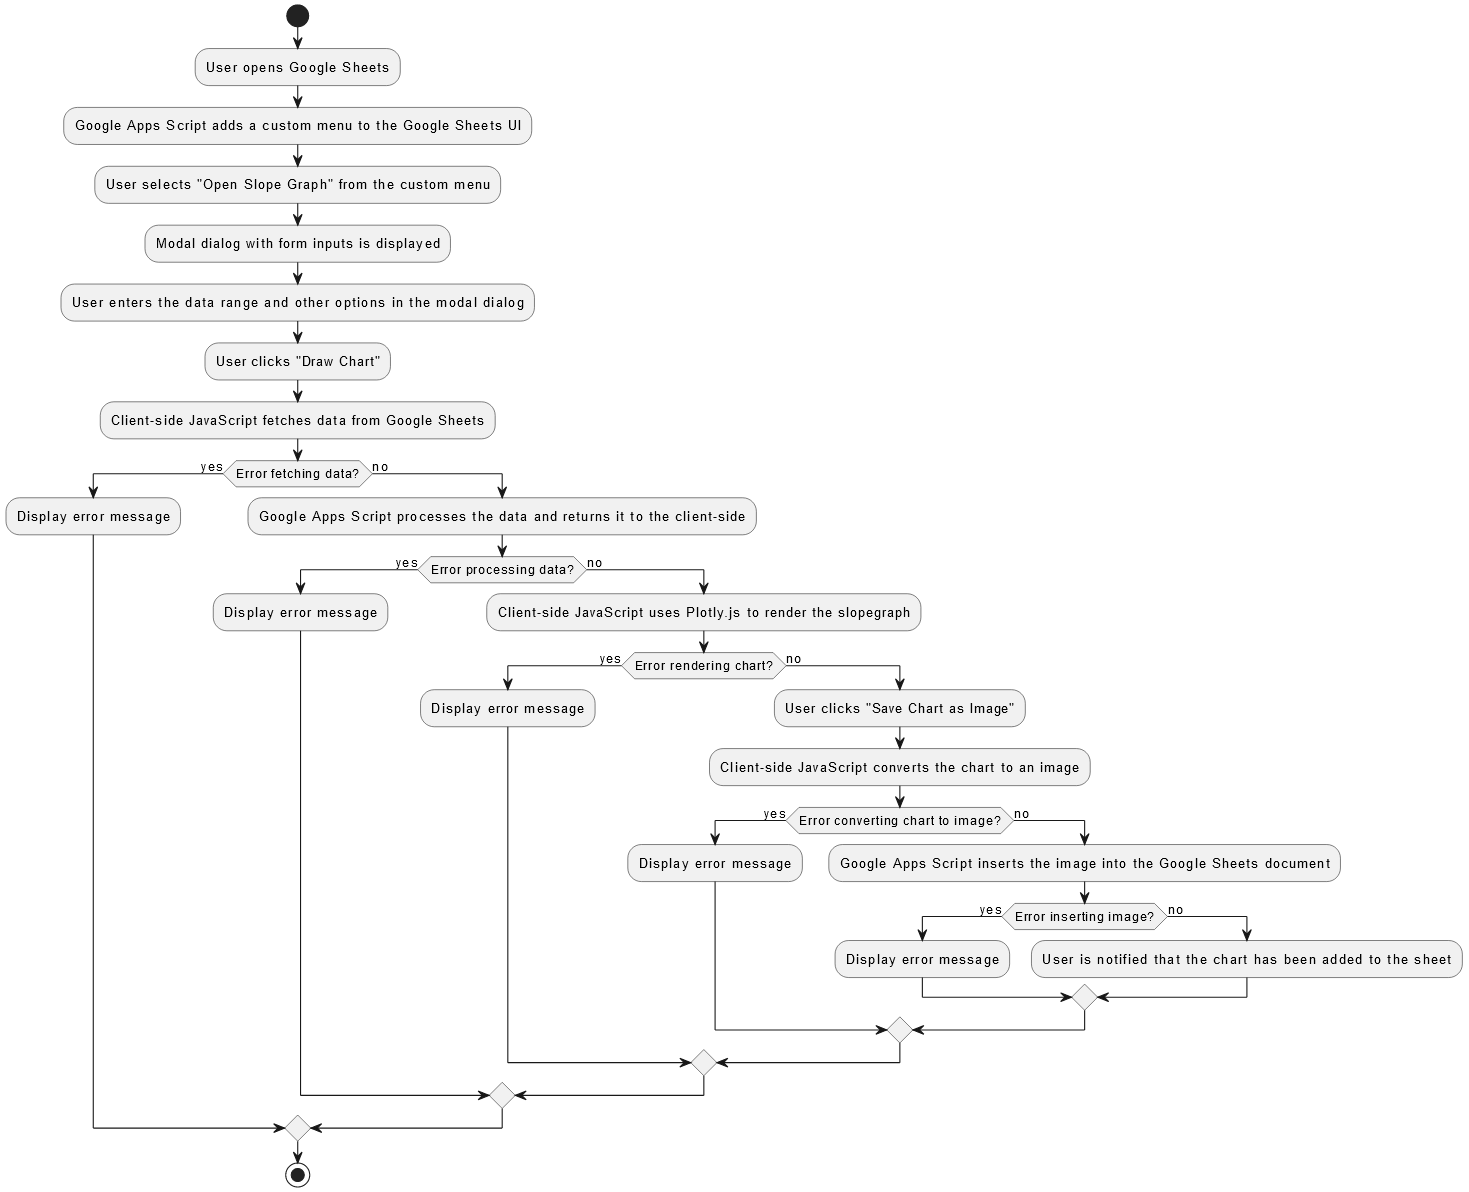 User opens Google Sheets
Google Apps Script adds a custom menu to the Google Sheets UI
User selects "Open Slope Graph" from the custom menu
Modal dialog with form inputs is displayed
User enters the data range and other options in the modal dialog
User clicks "Draw Chart"
Client-side JavaScript fetches data from Google Sheets
yes
Error fetching data?
no
Display error message
Google Apps Script processes the data and returns it to the client-side
yes
Error processing data?
no
Display error message
Client-side JavaScript uses Plotly.js to render the slopegraph
yes
Error rendering chart?
no
Display error message
User clicks "Save Chart as Image"
Client-side JavaScript converts the chart to an image
yes
Error converting chart to image?
no
Display error message
Google Apps Script inserts the image into the Google Sheets document
yes
Error inserting image?
no
Display error message
User is notified that the chart has been added to the sheet